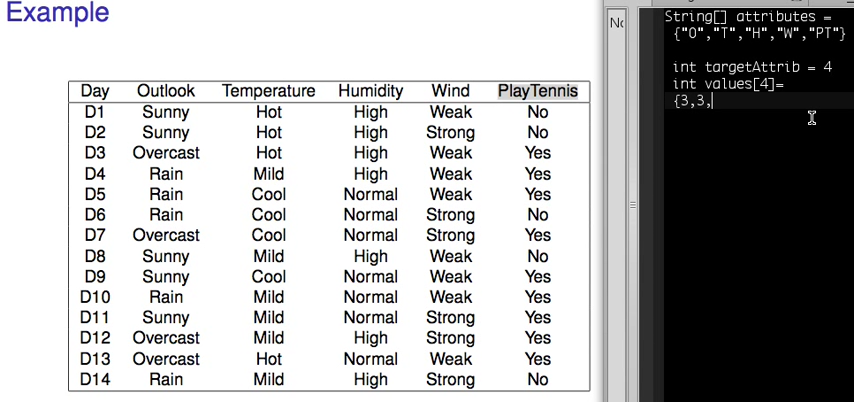 Example
Day Outlook Temperature Humidity Wind PlayTennis
D1 Sunny Hot High Weak No
D2 Sunny Hot High Strong No
D3 Overcast Hot High Weak Yes
D4 Rain Mild High Weak Yes
D5 Rain Cool Normal Weak Yes
D6 Rain Cool Normal Strong No
D7 Overcast Cool Normal Strong Yes
D8 Sunny Mild High Weak No
D9 Sunny Cool Normal Weak Yes
D10 Rain Mild Normal Weak Yes
D11 Sunny Mild Normal Strong Yes
D12 Overcast Mild High Strong Yes
D13 Overcast Hot Normal Weak Yes
D14 Rain Mild High Strong No
String[] attributes =
{"O","T","H","W","PT"}
int targetAttrib = 4
int values[4]=
{3,3,